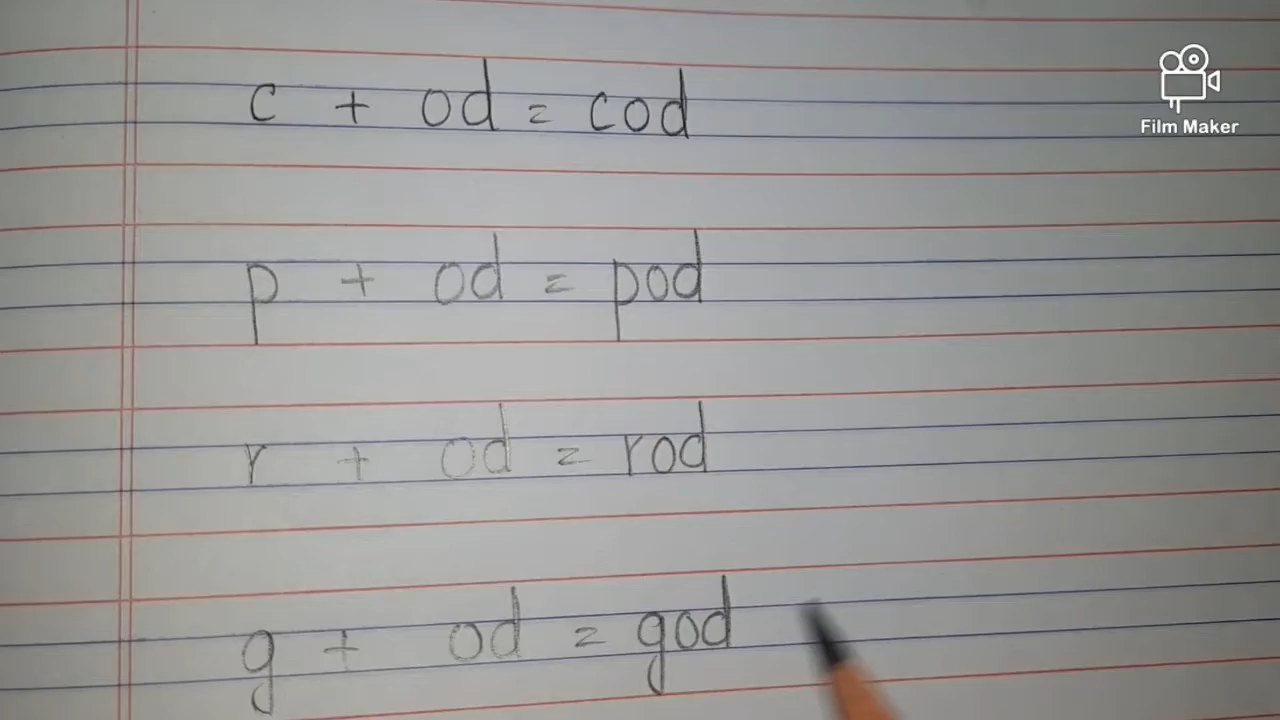 c + od = cod
Film Maker
p + od = pod
r + od = rod
g + od = god